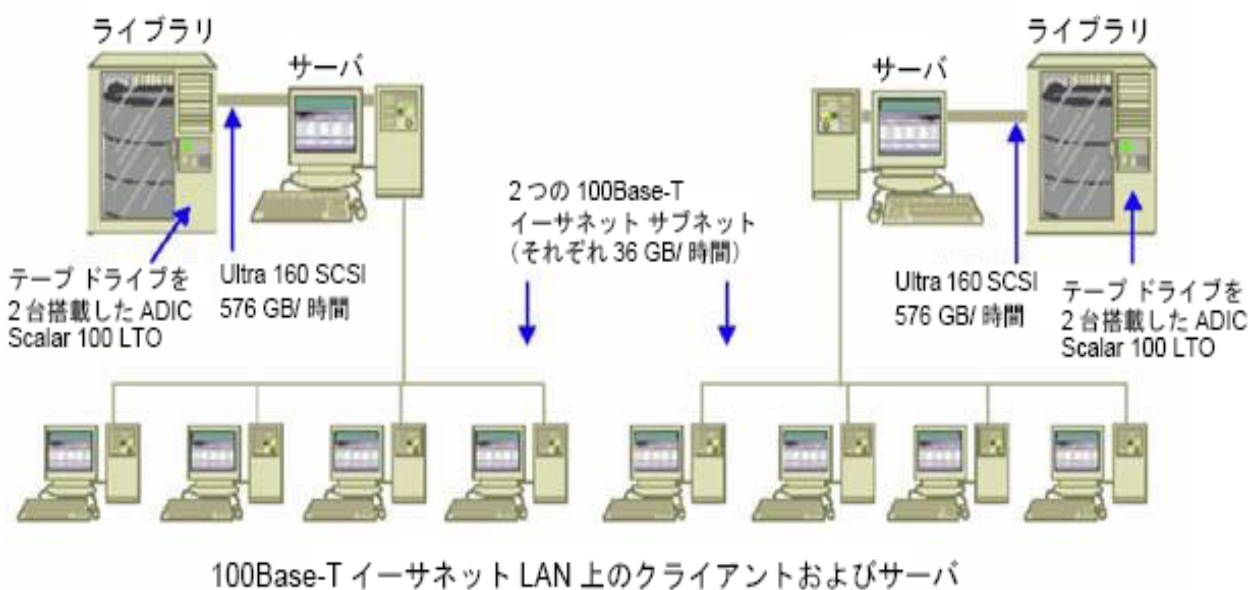 ライブラリ
サーバ
サーバ
ライブラリ
2 つの 100Base-T
イーサネット サブネット
（それぞれ 36 GB/ 時間）
テープ ドライブを
2 台搭載した ADIC
Scalar 100 LTO
Ultra 160 SCSI
576 GB/ 時間
Ultra 160 SCSI
576 GB/ 時間
テープ ドライブを
2 台搭載した ADIC
Scalar 100 LTO
100Base-T イーサネット LAN 上のクライアントおよびサーバ